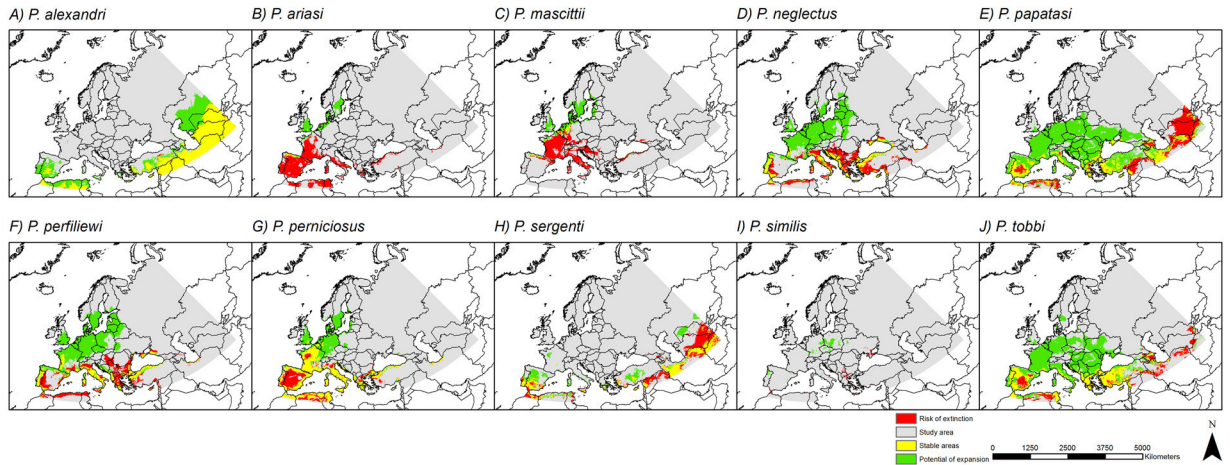 A) P. alexandri
B) P. ariasi
C) P. mascittii
D) P. neglectus
E) P. papatasi
F) P. perfiliewi
G) P. perniciosus
H) P. sergenti
I) P. similis
J) P. tobbi
Risk of extinction
Study area
Stable areas
Potential of expansion
N
0 1250 2500 3750 5000
Kilometers